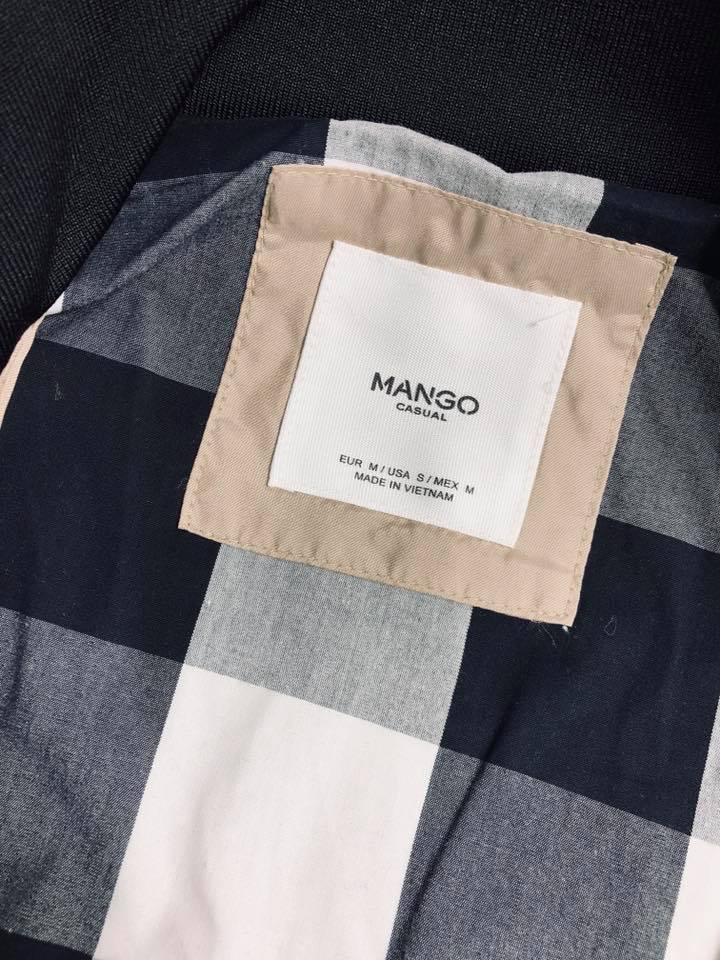 MANGO
CASUAL
EUR M / USA S / MEX M
MADE IN VIETNAM